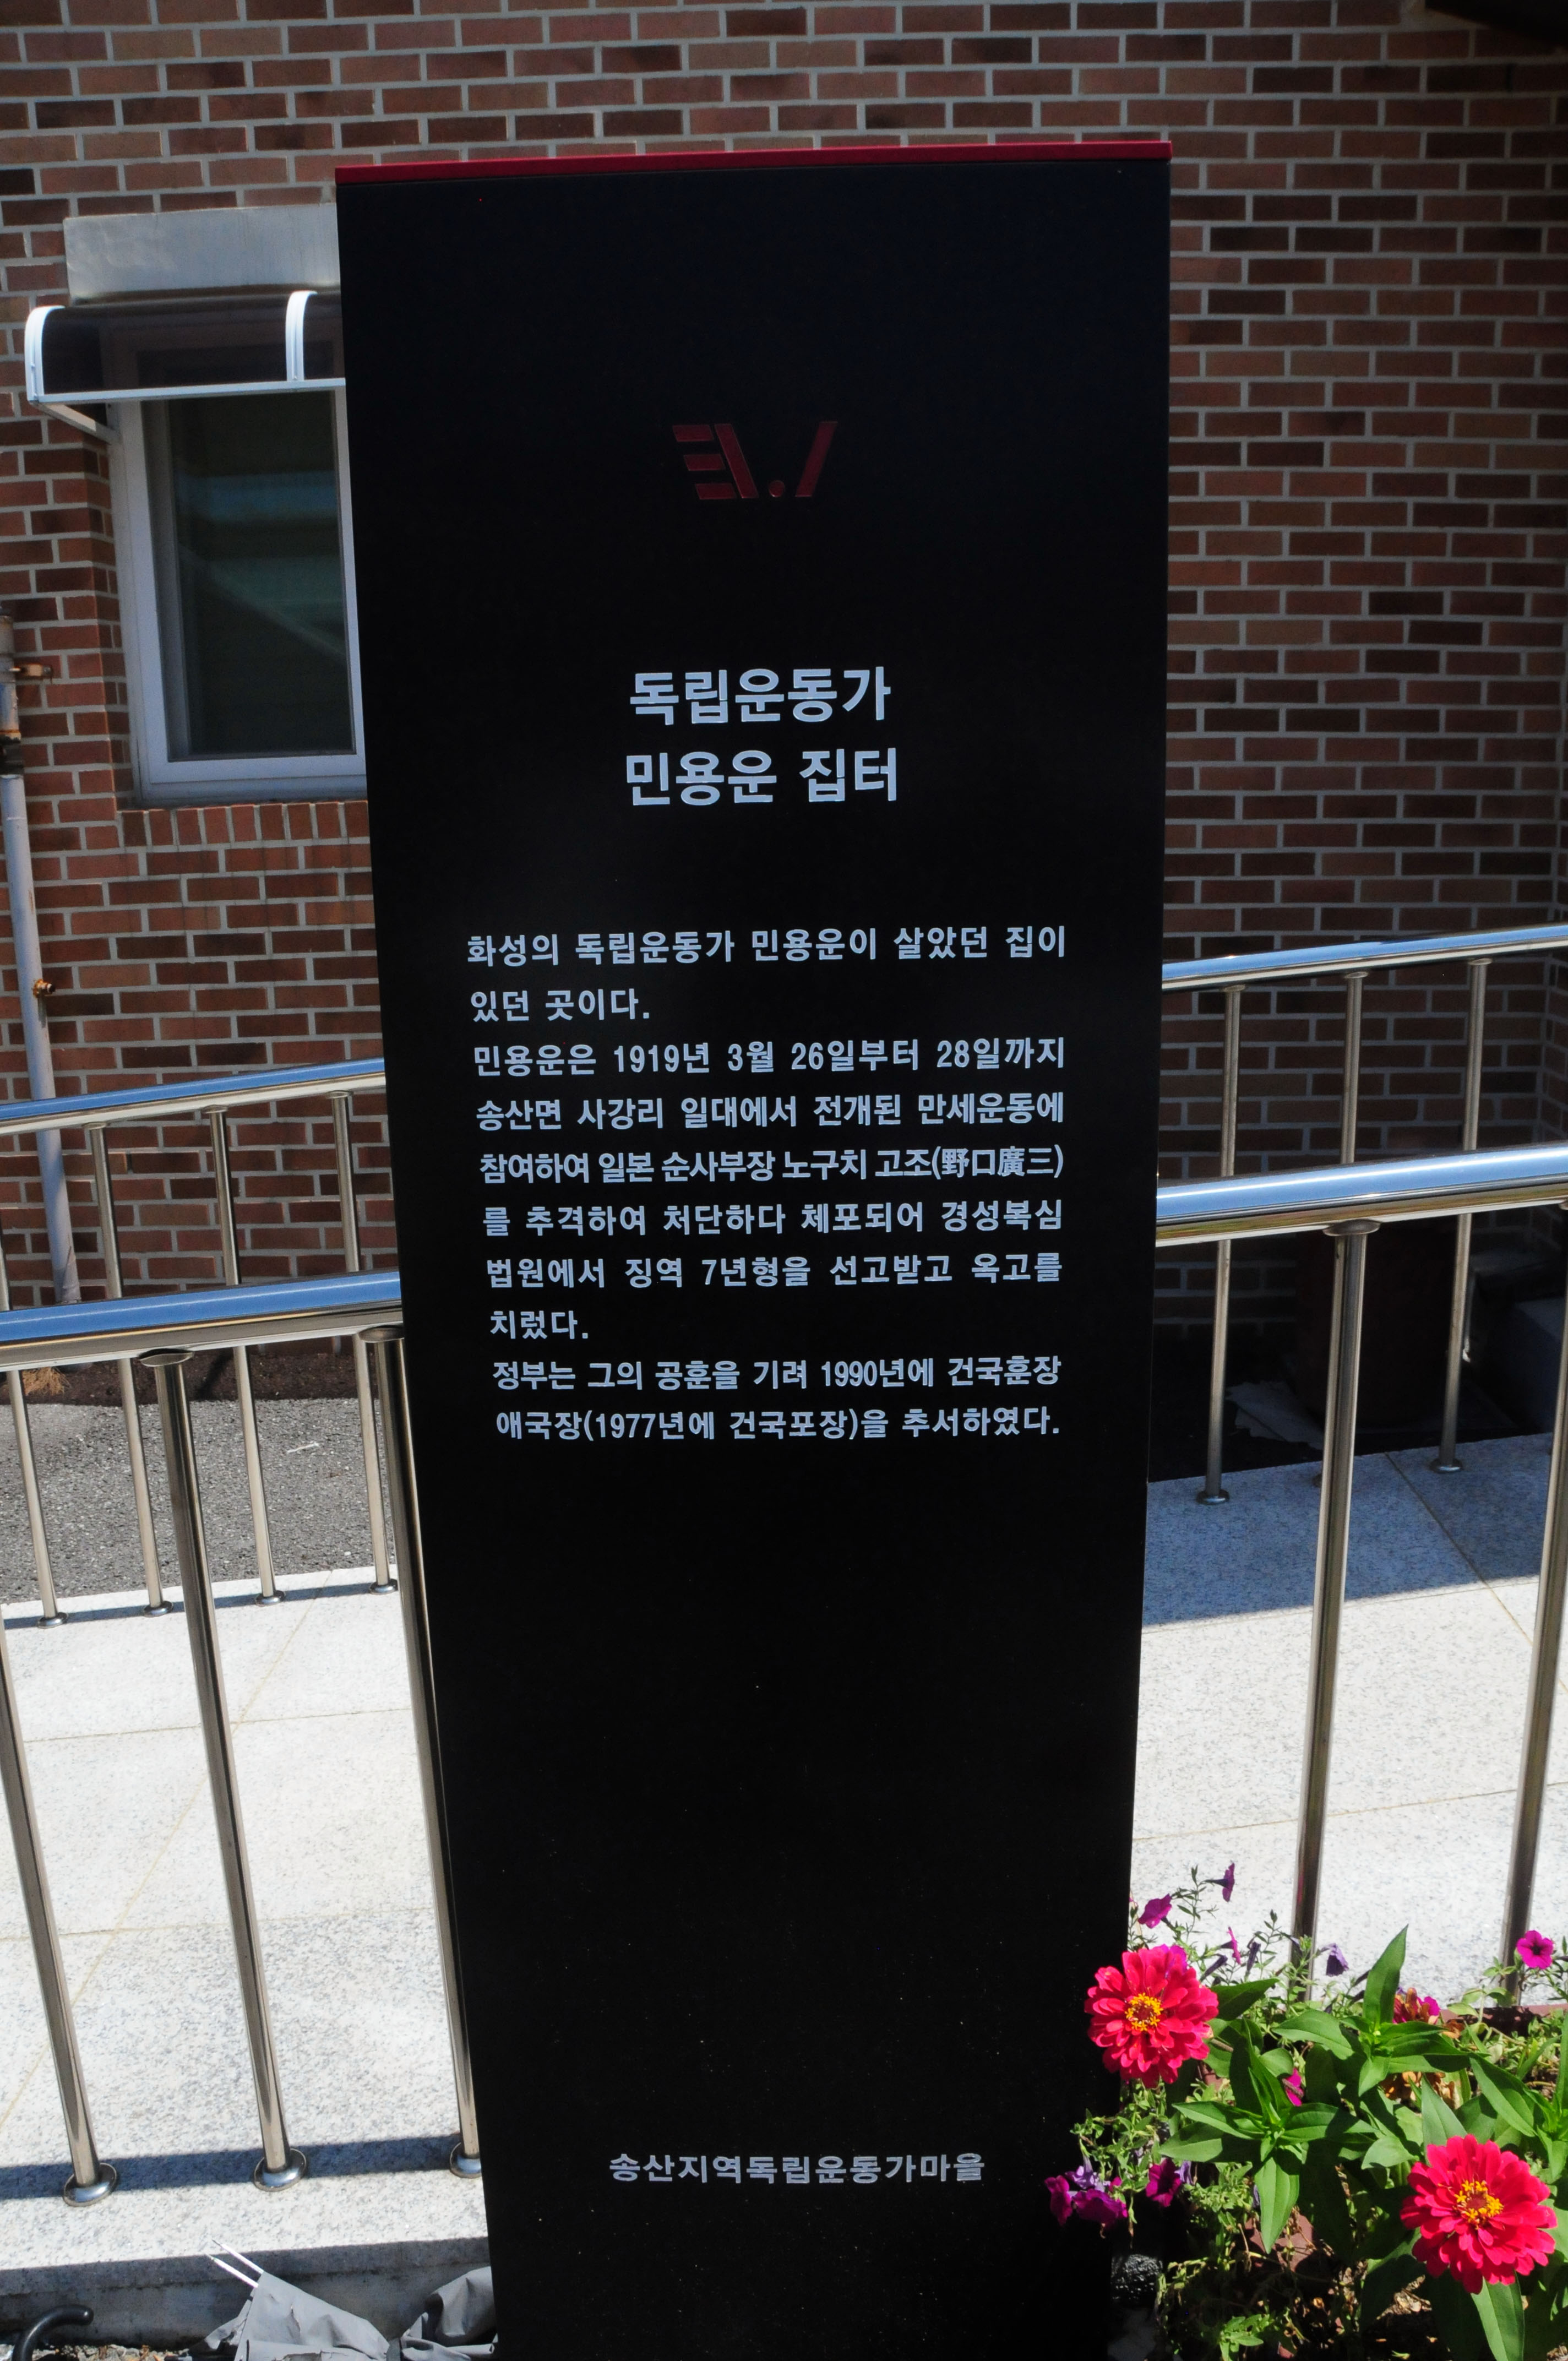 독립운동가
민용운 집터
화성의 독립운동가 민용운이 살았던 집이
있던 곳이다.
민용운은 1919년 3월 26일부터 28일까지
송산면 사강리 일대에서 전개된 만세운동에
참여하여 일본 순사부장 노구치 고조(野口廣三)
를 추격하여 처단하다 체포되어 경성복심
법원에서 징역 7년형을 선고받고 옥고를
치렀다.
정부는 그의 공훈을 기려 1990년에 건국훈장
애국장(1977년에 건국포장)을 추서하였다.
송산지역독립운동가마을